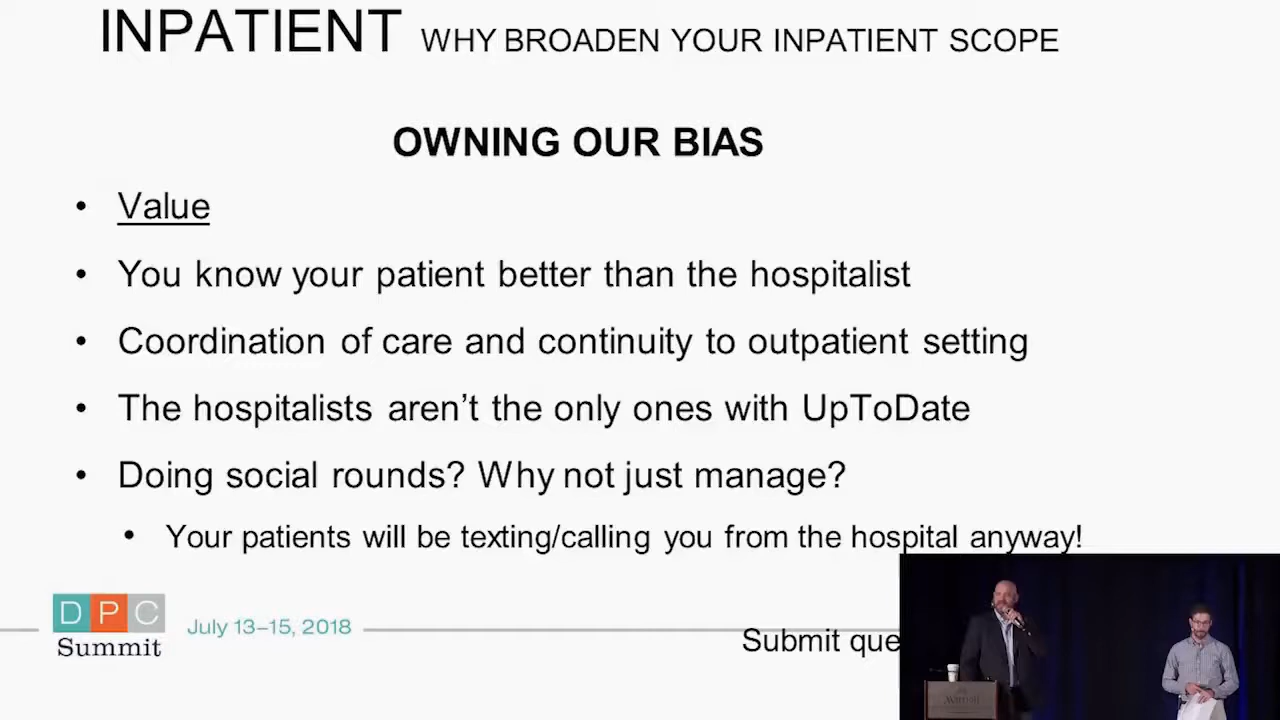 INPATIENT WHY BROADEN YOUR INPATIENT SCOPE
OWNING OUR BIAS
• Value
• You know your patient better than the hospitalist
• Coordination of care and continuity to outpatient setting
• The hospitalists aren’t the only ones with UpToDate
• Doing social rounds? Why not just manage?
• Your patients will be texting/calling you from the hospital anyway!
DPC
Summit
July 13–15, 2018
Submit que
Marriott